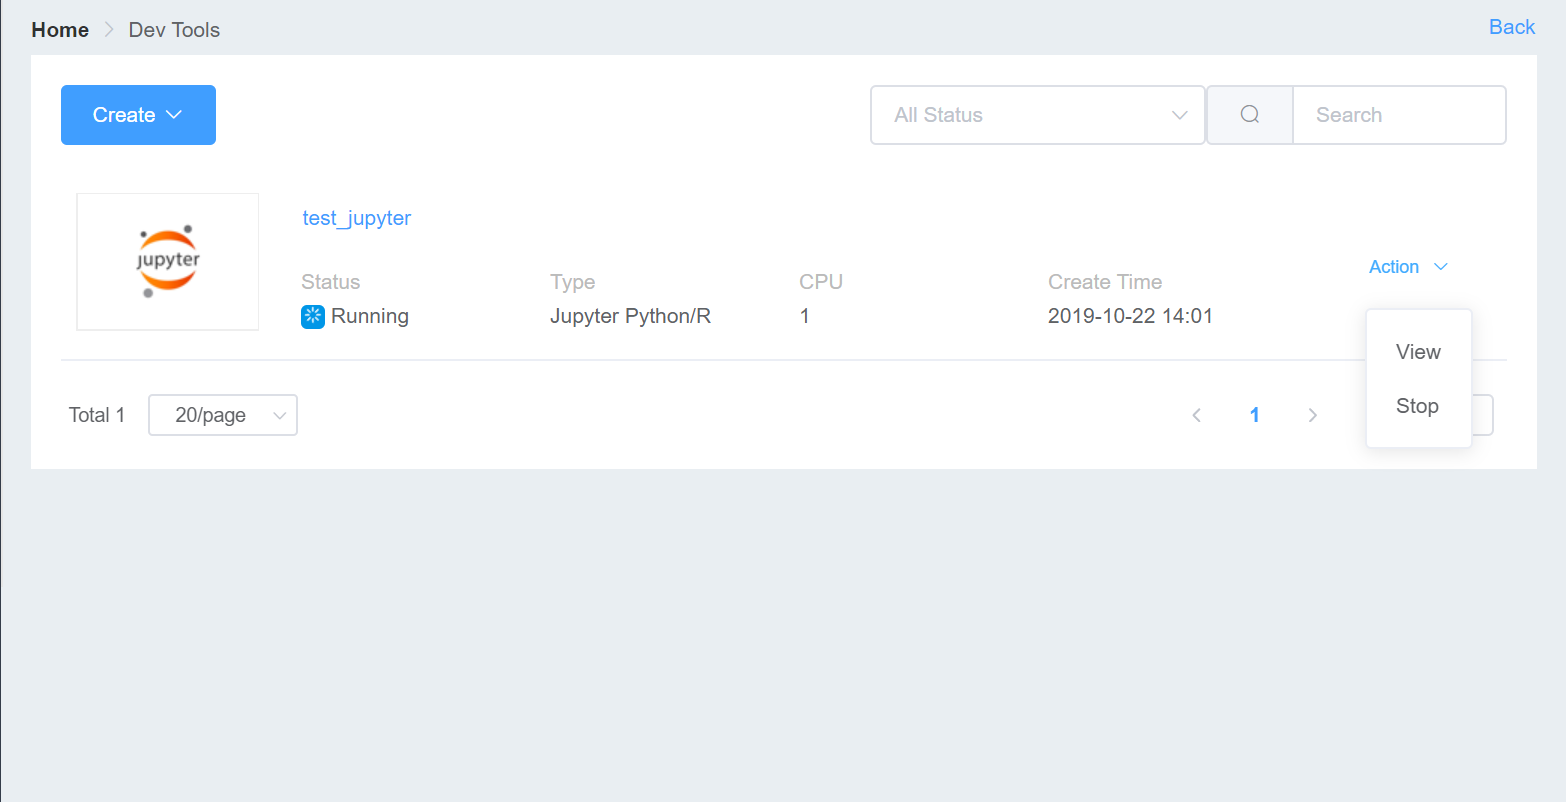 Home Dev Tools
Back
Create
All Status
Search
jupyter
test_jupyter
Status
Running
Type
Jupyter Python/R
CPU
1
Create Time
2019-10-22 14:01
Action
View
Stop
Total 1
20/page
1